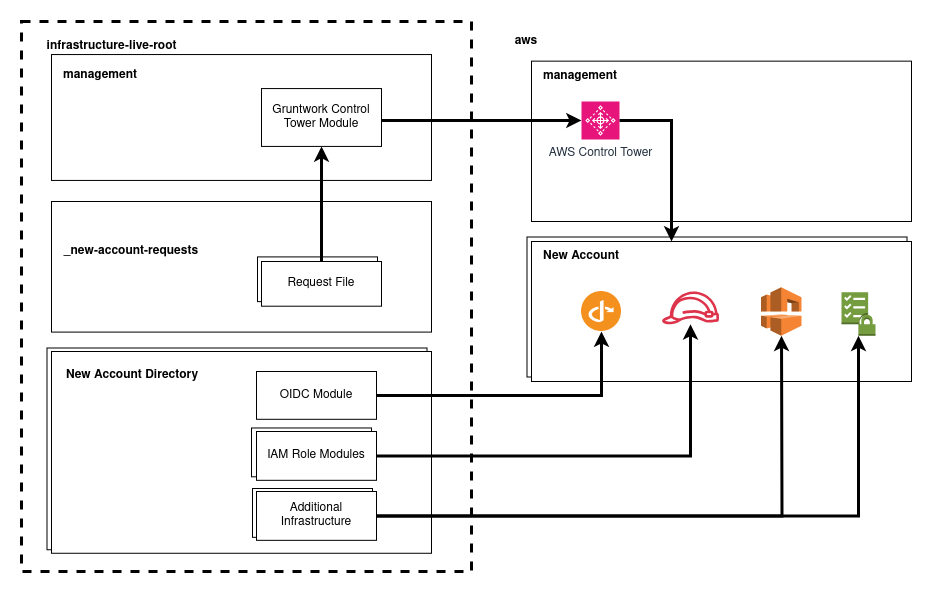 infrastructure-live-root
management
Gruntwork Control
Tower Module
_new-account-requests
Request File
New Account Directory
OIDC Module
IAM Role Modules
Additional
Infrastructure
aws
management
AWS Control Tower
New Account